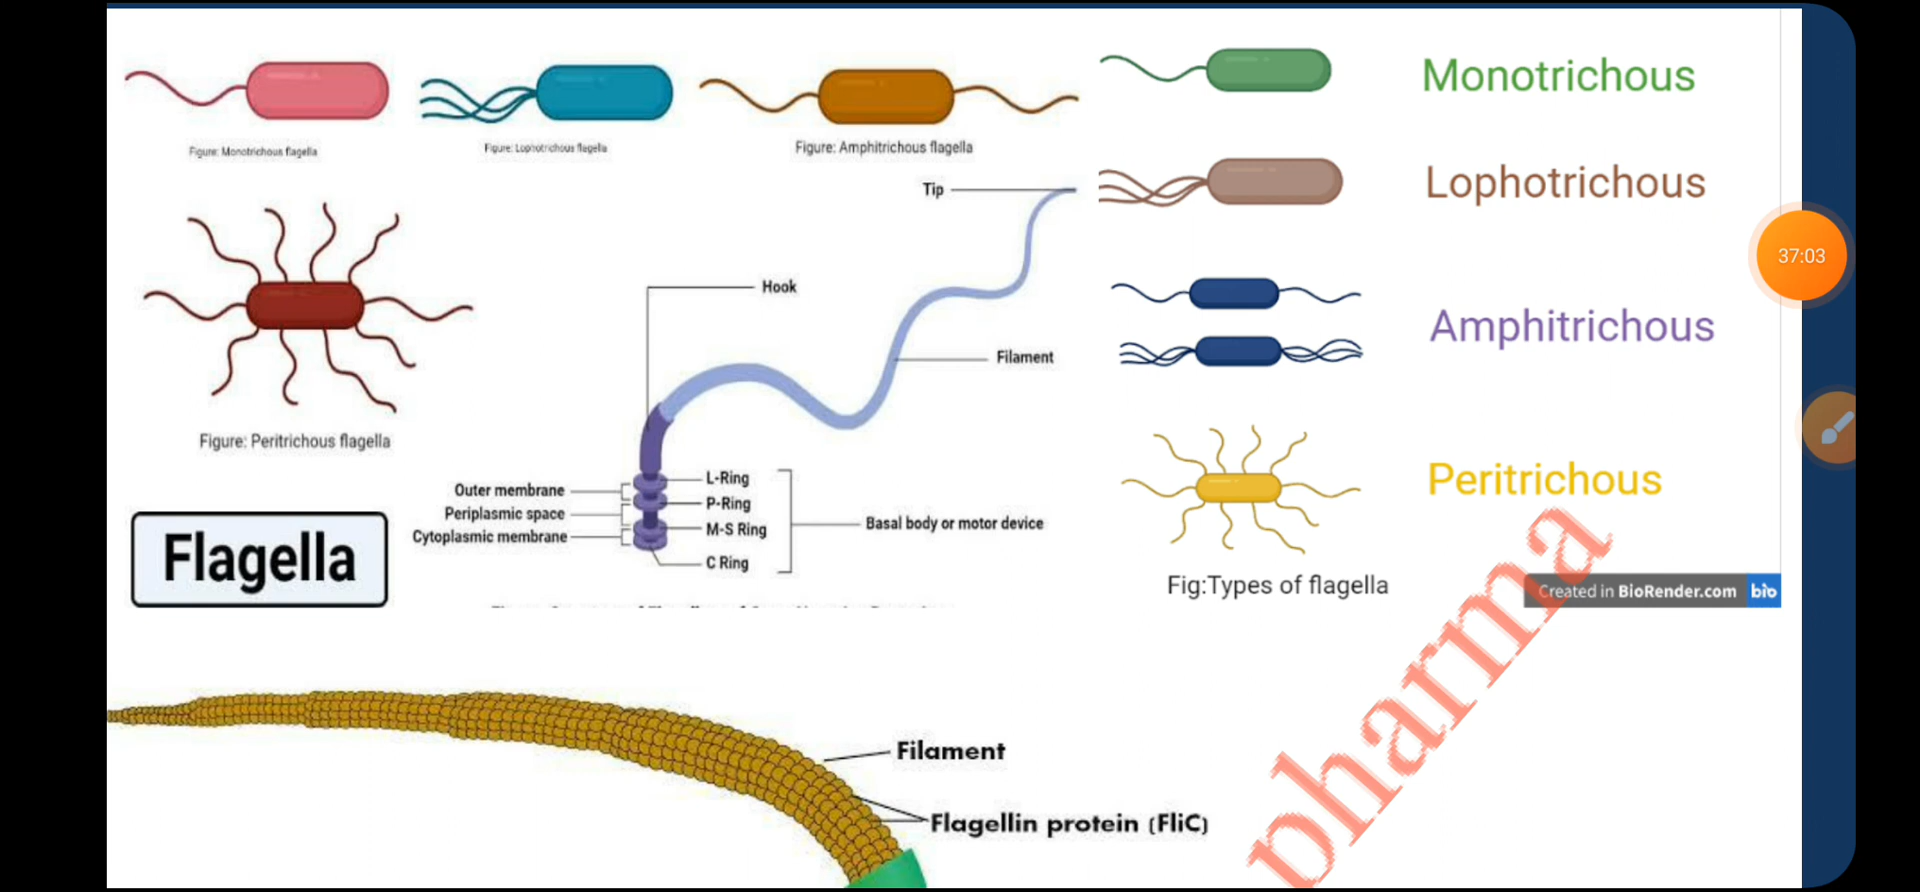 Figure: Monotrichous flagella
Figure: Lophotrichous flagella
Figure: Amphitrichous flagella
Figure: Peritrichous flagella
Flagella
Tip
Hook
Filament
Outer membrane
Periplasmic space
Cytoplasmic membrane
L-Ring
P-Ring
M-S Ring
C Ring
Basal body or motor device
Monotrichous
Lophotrichous
Amphitrichous
Peritrichous
Fig:Types of flagella
Created in BioRender.com bio
37:03
Filament
Flagellin protein (FliC)
pharma